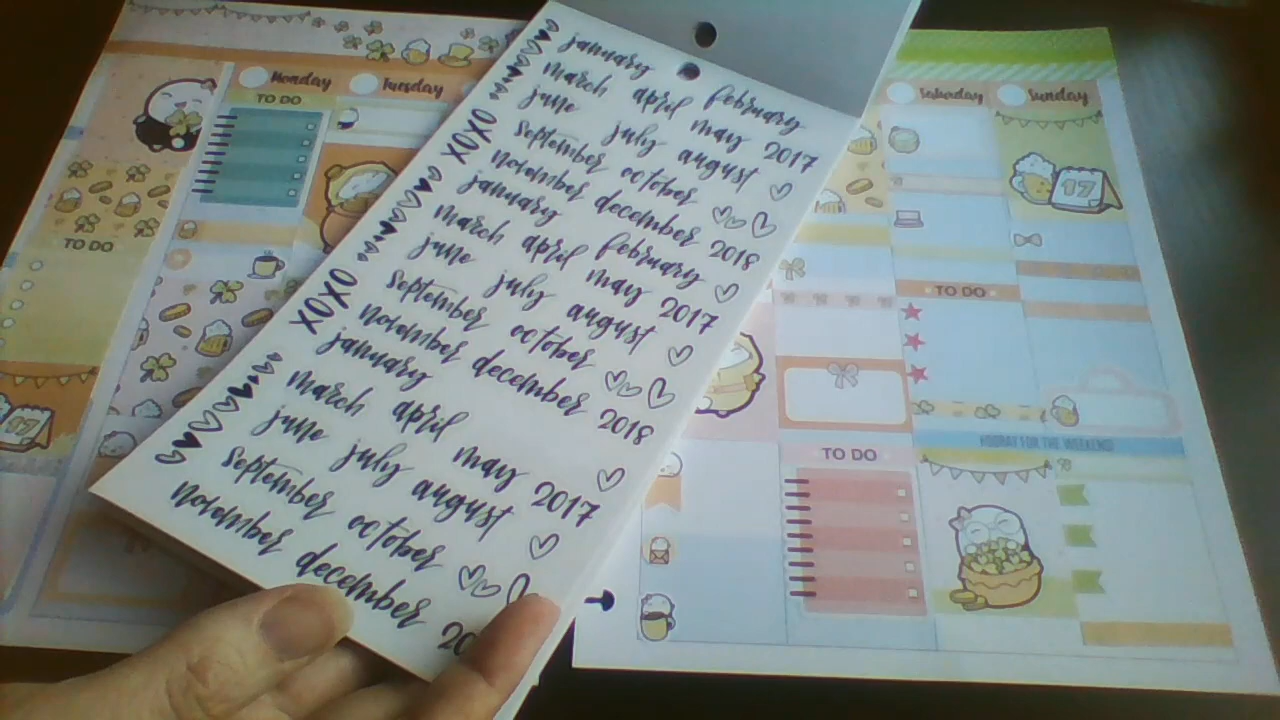 Monday
Tuesday
TO DO
TO DO
january february
march april may 2017
june july august
september october
november december 2018
january february
march april may 2017
june july august
september october
november december 2018
january
march april may 2017
june july august
september october
november december 20
OXOX
OXOX
Saturday
Sunday
17
TO DO
HOORAY FOR THE WEEKEND
TO DO
17